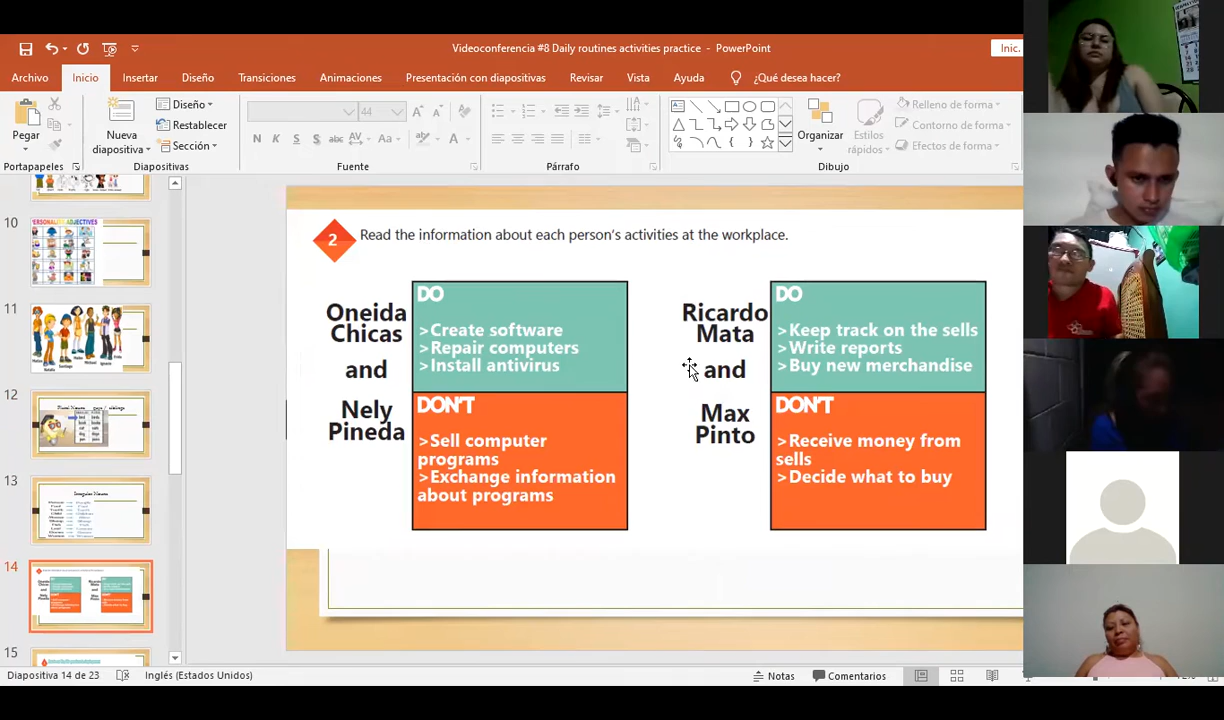 Videoconferencia #8 Daily routines activities practice - PowerPoint
Inic.
Archivo
Inicio
Insertar
Diseño
Transiciones
Animaciones
Presentación con diapositivas
Revisar
Vista
Ayuda
¿Qué desea hacer?
Pegar
Nueva
diapositiva
Diseño
Restablecer
Sección
44
N K S S abc AV Aa A
Organizar
Estilos
rápidos
Relleno de forma
Contorno de forma
Efectos de forma
Portapapeles
Diapositivas
Fuente
Párrafo
Dibujo
10
PERSONALITY ADJECTIVES
11
12
13
14
15
2
Read the information about each person's activities at the workplace.
Oneida
Chicas
and
Nely
Pineda
DO
>Create software
>Repair computers
>Install antivirus
DON'T
>Sell computer
programs
>Exchange information
about programs
Ricardo
Mata
and
Max
Pinto
DO
>Keep track on the sells
>Write reports
>Buy new merchandise
DON'T
>Receive money from
sells
>Decide what to buy
Diapositiva 14 de 23
Inglés (Estados Unidos)
Notas
Comentarios